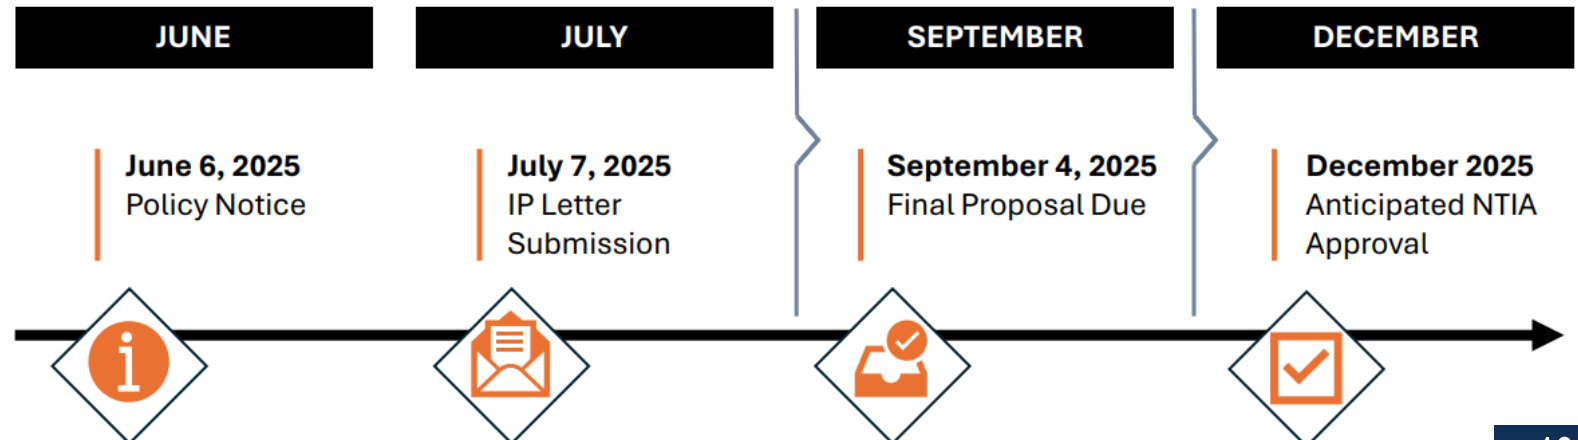 JUNE
JULY
SEPTEMBER
DECEMBER
June 6, 2025
Policy Notice
July 7, 2025
IP Letter
Submission
September 4, 2025
Final Proposal Due
December 2025
Anticipated NTIA
Approval